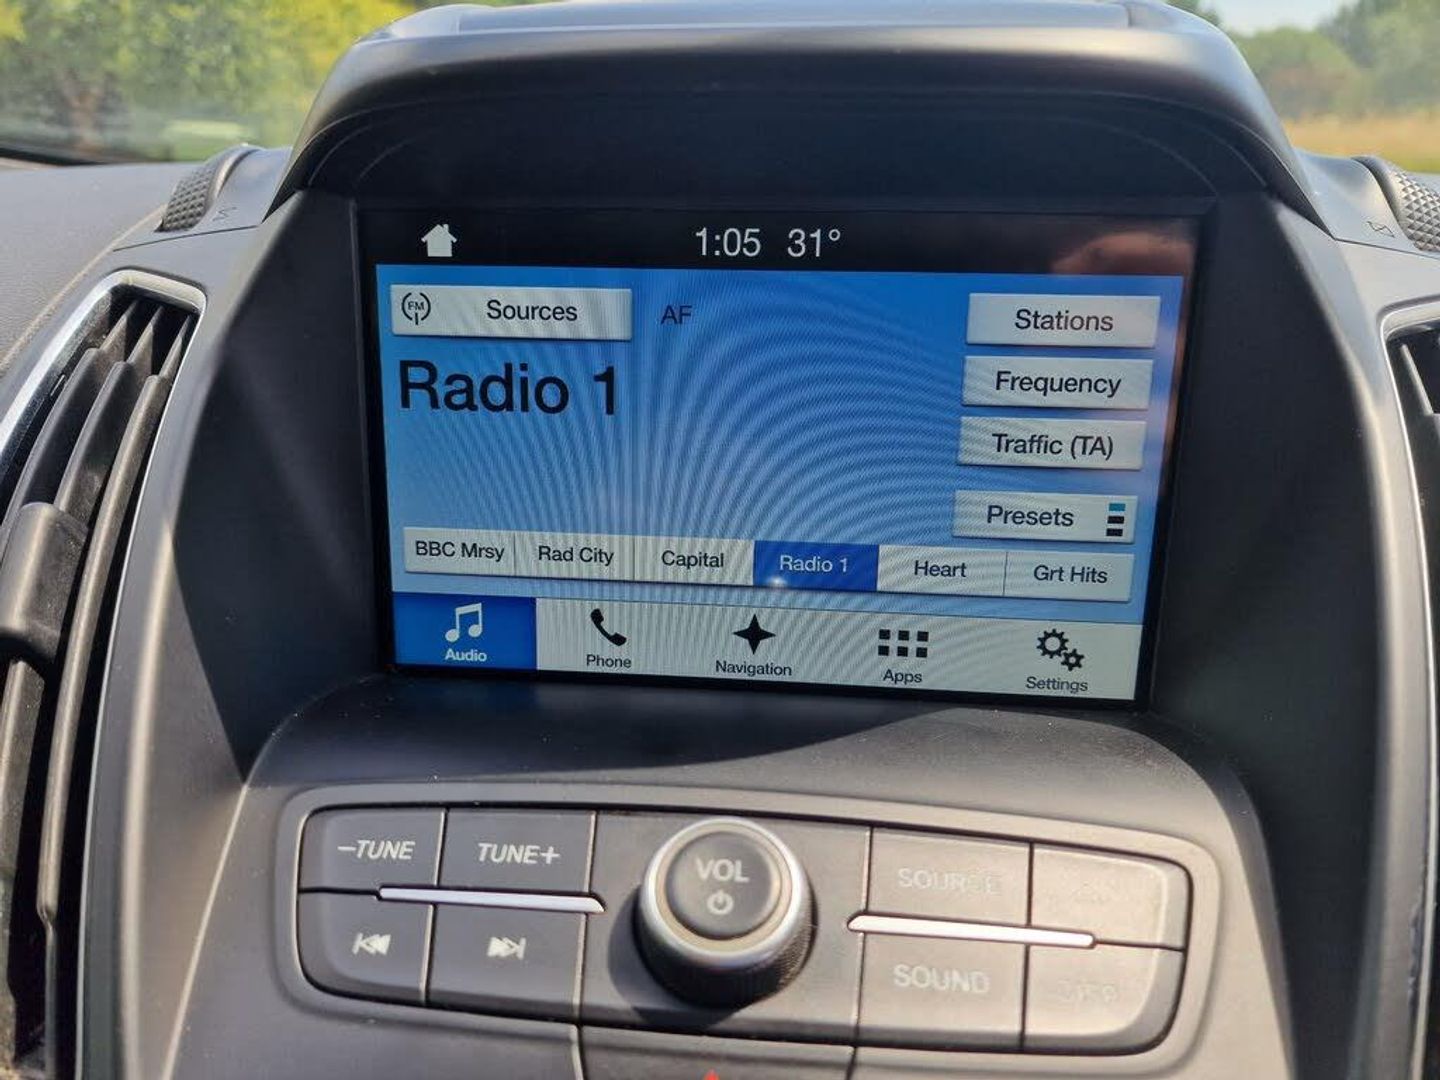 1:05 31°
FM Sources AF Stations
Radio 1
Frequency
Traffic (TA)
Presets
BBC Mrsy Rad City Capital Radio 1 Heart Grt Hits
Audio Phone Navigation Apps Settings
-TUNE TUNE+ VOL SOURCE
SOUND